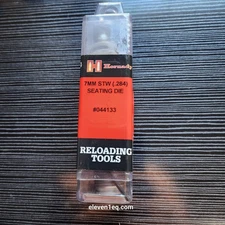 H Hornady
7MM STW (.284)
SEATING DIE
#044133
RELOADING
TOOLS
eleven1eq.com